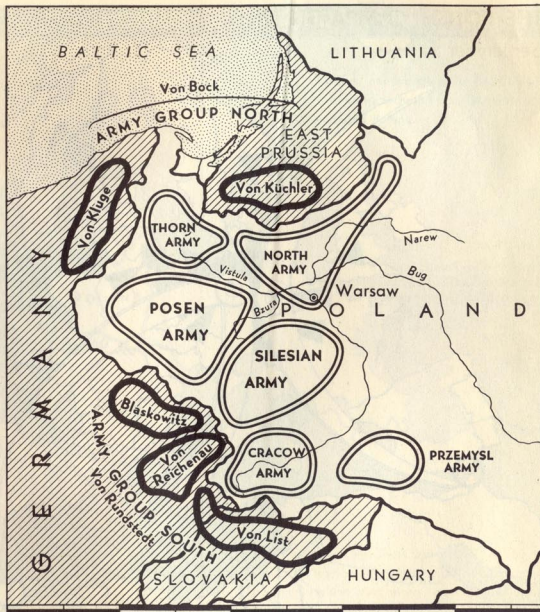 BALTIC SEA
LITHUANIA
Von Bock
ARMY GROUP NORTH
EAST
PRUSSIA
Von Kluge
Von Küchler
THORN
ARMY
NORTH
ARMY
Narew
Vistula
Bug
Bzura
Warsaw
POLAND
POSEN
ARMY
SILESIAN
ARMY
GERMANY
Blaskowitz
Von
Reichenau
ARMY GROUP SOUTH
Von Rundstedt
CRACOW
ARMY
PRZEMYSL
ARMY
Von List
SLOVAKIA
HUNGARY